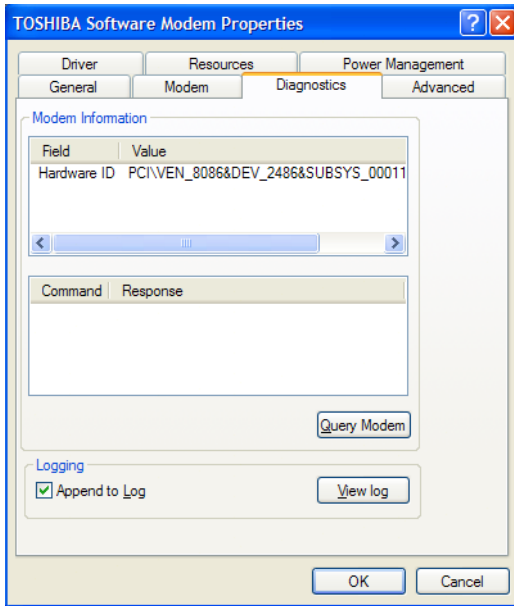 TOSHIBA Software Modem Properties
Driver Resources Power Management
General Modem Diagnostics Advanced
Modem Information
Field Value
Hardware ID PCI\VEN_8086&DEV_2486&SUBSYS_00011
Command Response
Query Modem
Logging
Append to Log View log
OK Cancel